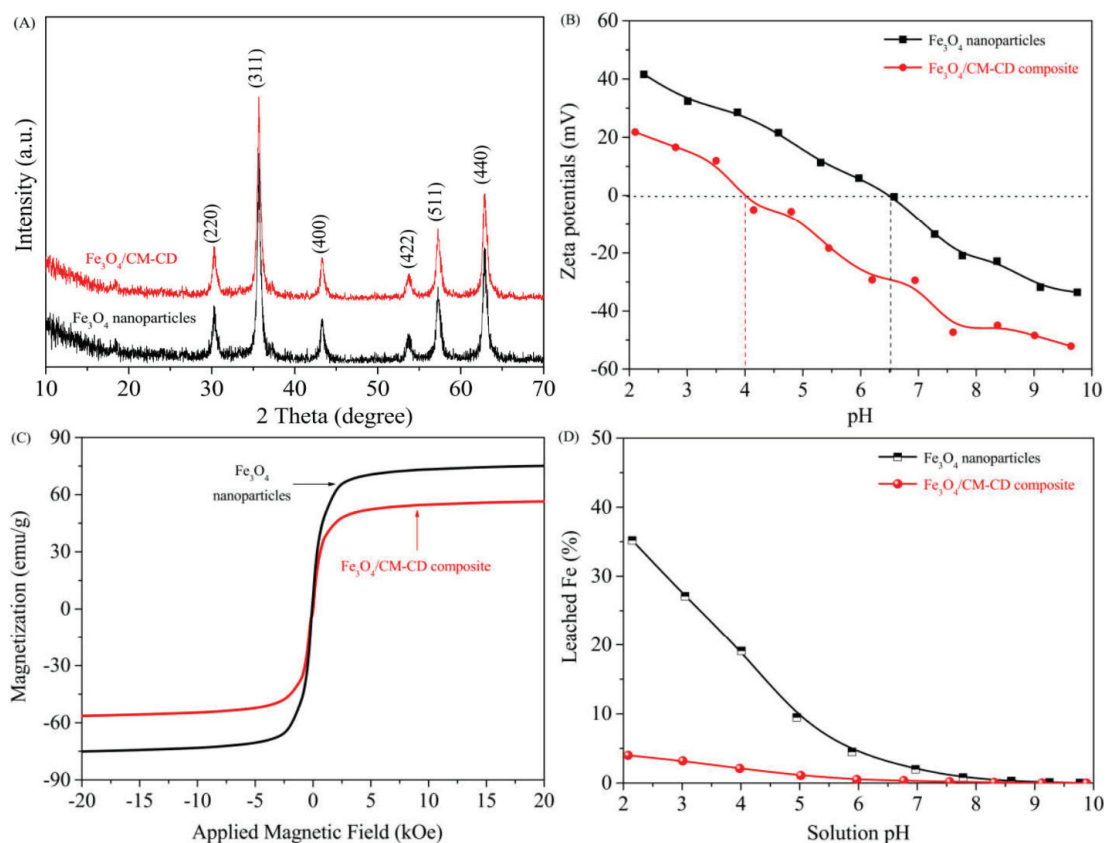 (A)
Intensity (a.u.)
(220)
(311)
(400)
(422)
(511)
(440)
Fe₃O₄/CM-CD
Fe₃O₄ nanoparticles
10 20 30 40 50 60 70
2 Theta (degree)
(B)
Zeta potentials (mV)
60
40
20
0
-20
-40
-60
Fe₃O₄ nanoparticles
Fe₃O₄/CM-CD composite
2 3 4 5 6 7 8 9 10
pH
(C)
Magnetization (emu/g)
90
75
60
30
0
-30
-60
-90
Fe₃O₄
nanoparticles
Fe₃O₄/CM-CD composite
-20 -15 -10 -5 0 5 10 15 20
Applied Magnetic Field (kOe)
(D)
Leached Fe (%)
50
40
30
20
10
0
Fe₃O₄ nanoparticles
Fe₃O₄/CM-CD composite
2 3 4 5 6 7 8 9 10
Solution pH